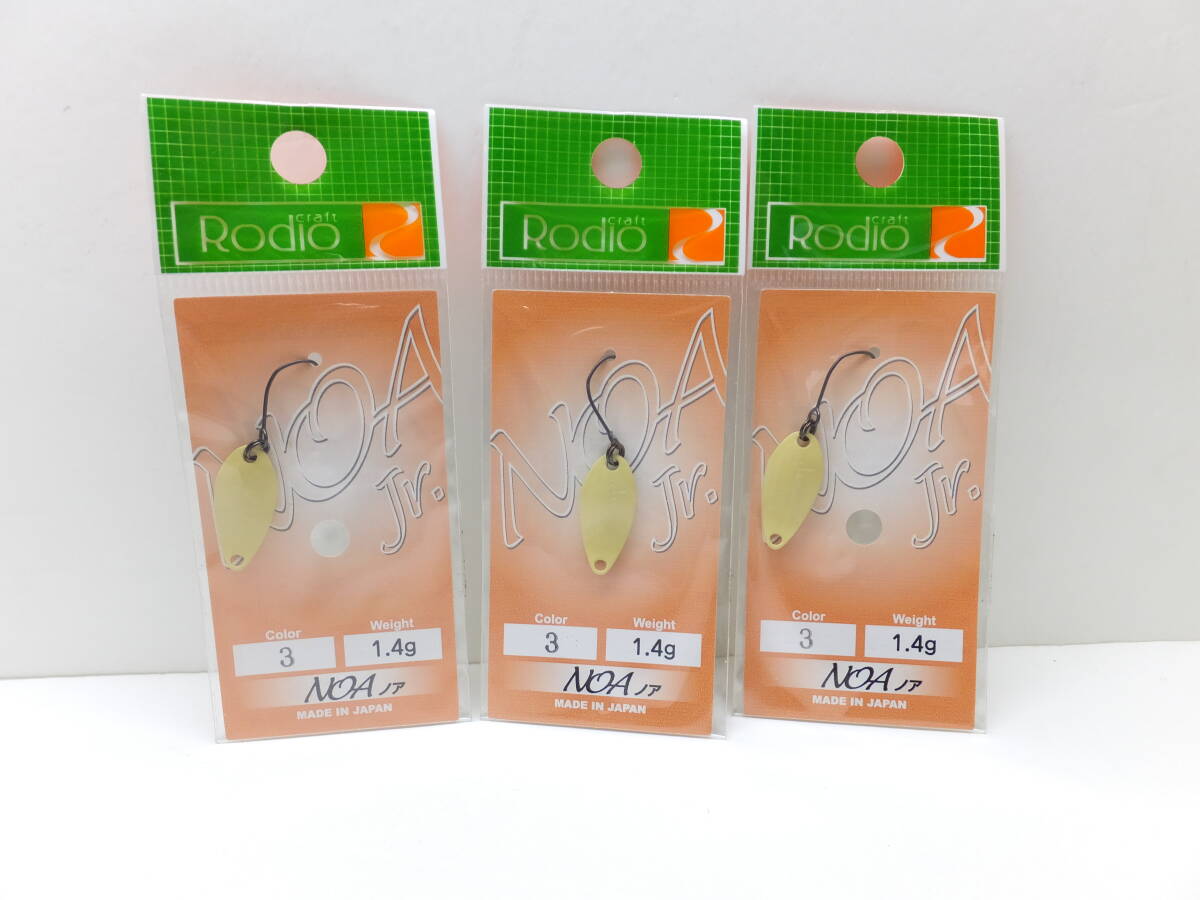 Rodio craft
NOA
Jr.
Color
Weight
3
1.4g
NOA ノア
MADE IN JAPAN
Rodio craft
NOA
Jr.
Color
Weight
3
1.4g
NOA ノア
MADE IN JAPAN
Rodio craft
NOA
Jr.
Color
Weight
3
1.4g
NOA ノア
MADE IN JAPAN